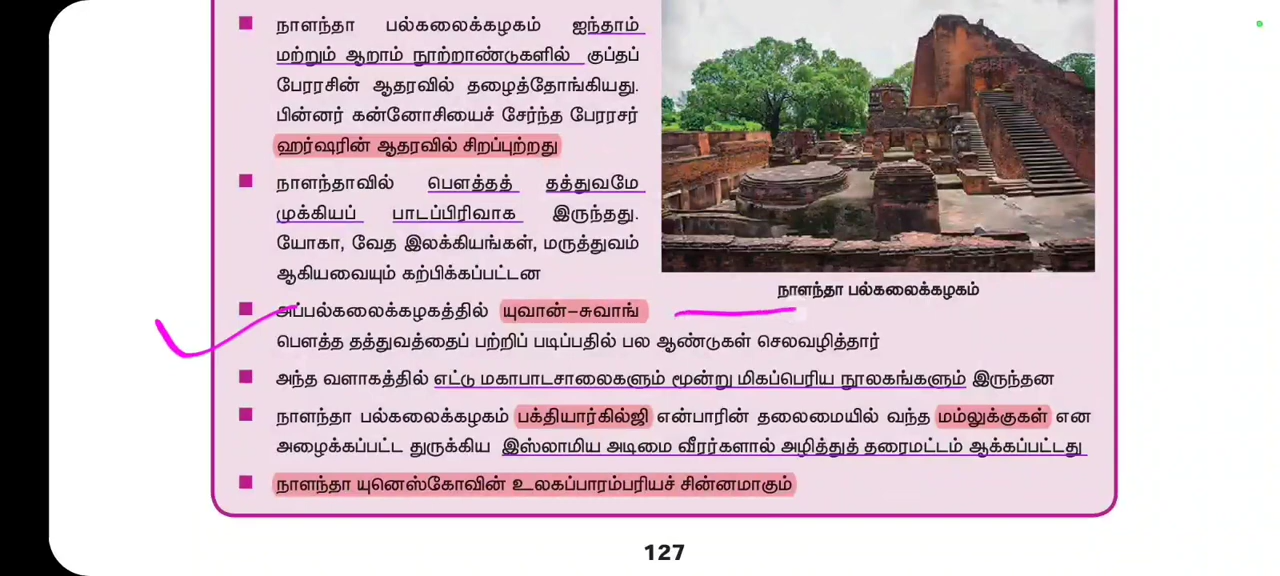 நாளந்தா பல்கலைக்கழகம் ஐந்தாம்
மற்றும் ஆறாம் நூற்றாண்டுகளில் குப்தப்
பேரரசின் ஆதரவில் தழைத்தோங்கியது.
பின்னர் கன்னோசியைச் சேர்ந்த பேரரசர்
ஹர்ஷரின் ஆதரவில் சிறப்புற்றது
நாளந்தாவில் பௌத்தத் தத்துவமே
முக்கியப் பாடப்பிரிவாக இருந்தது.
யோகா, வேத இலக்கியங்கள், மருத்துவம்
ஆகியவையும் கற்பிக்கப்பட்டன
நாளந்தா பல்கலைக்கழகம்
அப்பல்கலைக்கழகத்தில் யுவான்-சுவாங்
பௌத்த தத்துவத்தைப் பற்றிப் படிப்பதில் பல ஆண்டுகள் செலவழித்தார்
அந்த வளாகத்தில் எட்டு மகாபாடசாலைகளும் மூன்று மிகப்பெரிய நூலகங்களும் இருந்தன
நாளந்தா பல்கலைக்கழகம் பக்தியார்கில்ஜி என்பாரின் தலைமையில் வந்த மம்லுக்குகள் என
அழைக்கப்பட்ட துருக்கிய இஸ்லாமிய அடிமை வீரர்களால் அழித்துத் தரைமட்டம் ஆக்கப்பட்டது
நாளந்தா யுனெஸ்கோவின் உலகப்பாரம்பரியச் சின்னமாகும்
127